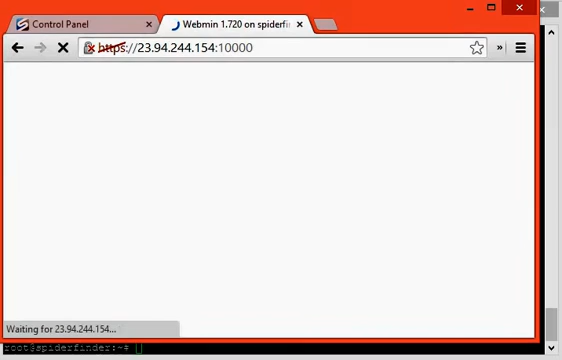 Control Panel
Webmin 1.720 on spiderfi
https://23.94.244.154:10000
»
Waiting for 23.94.244.154...
root@spiderfinder:~#